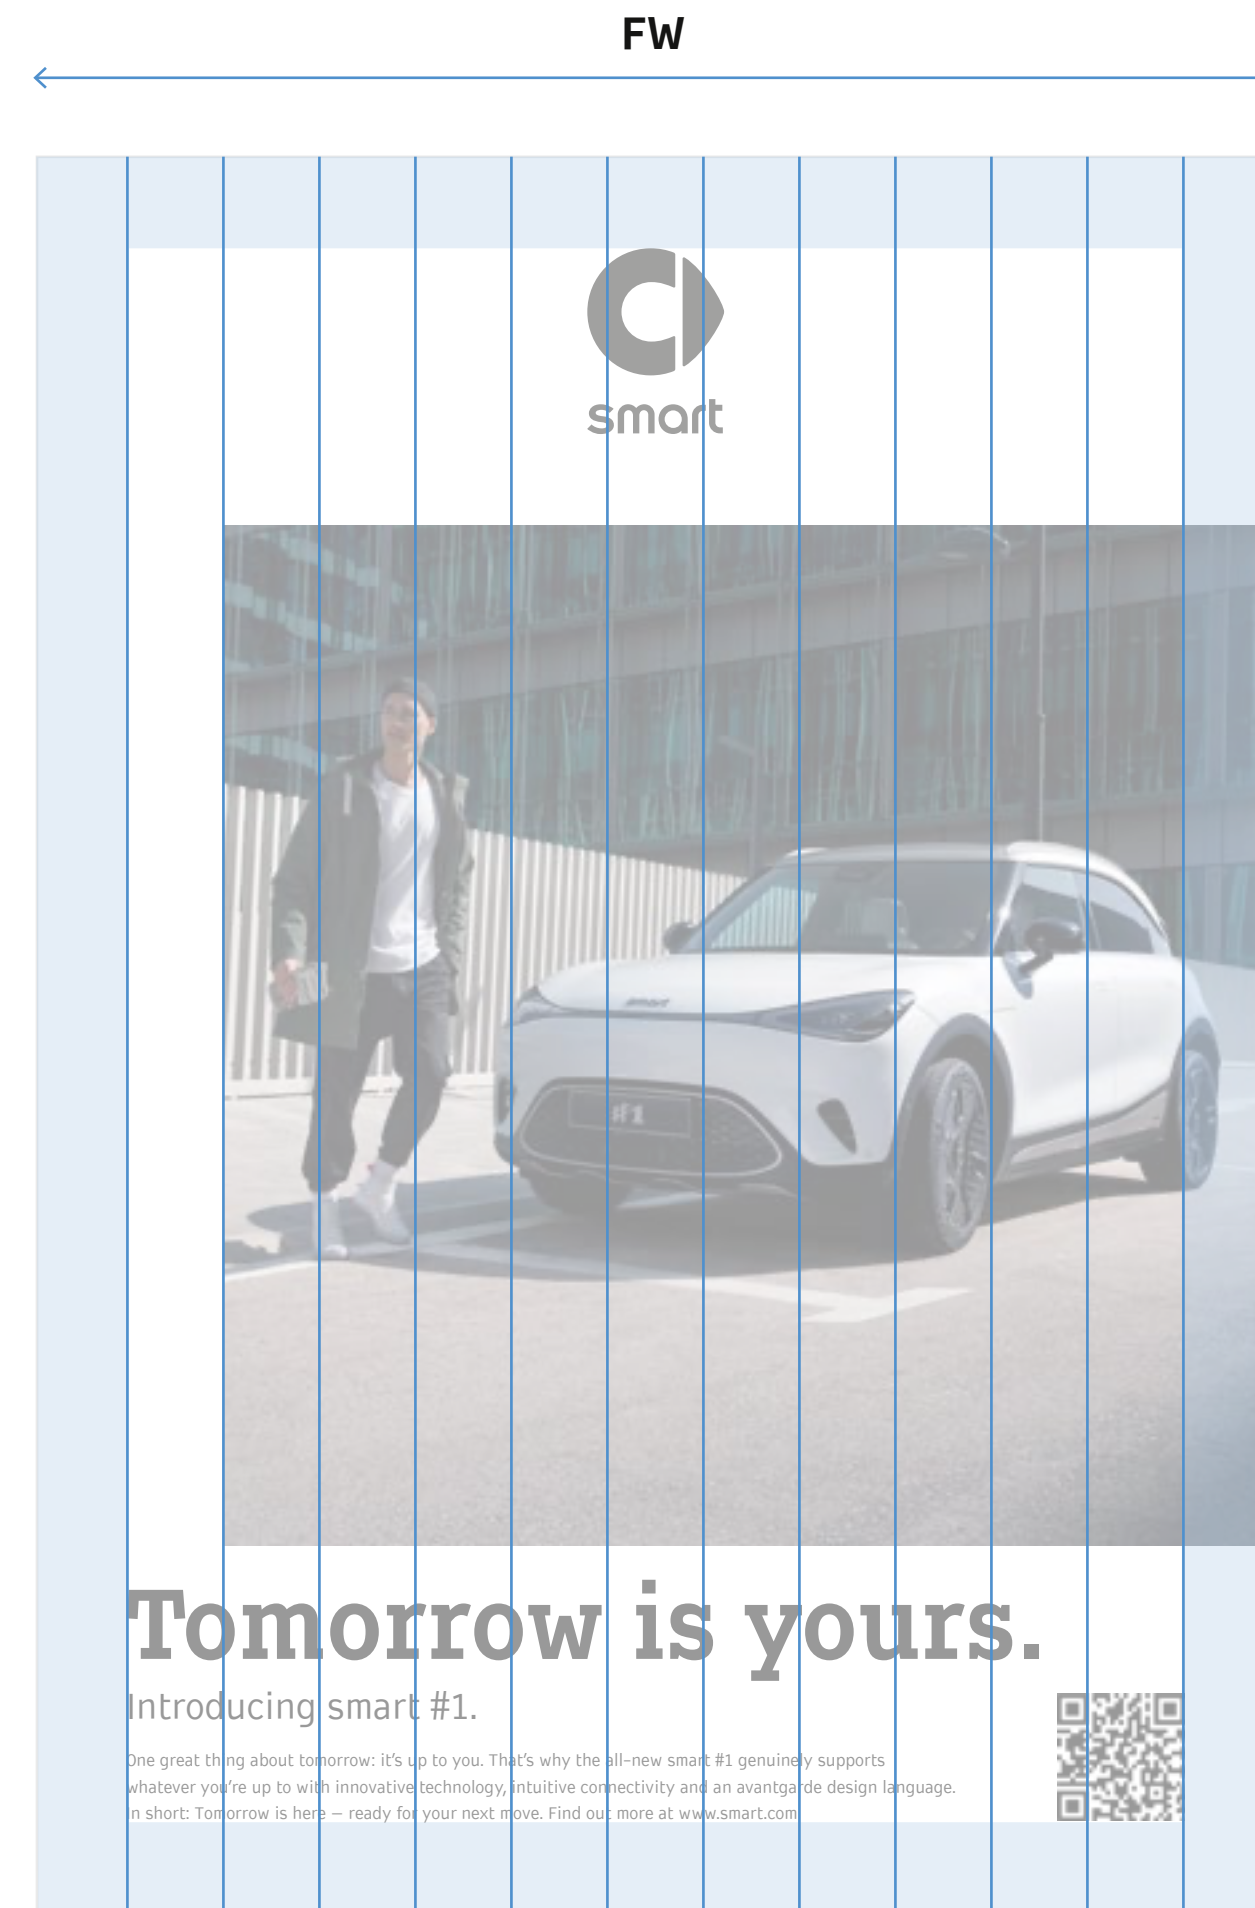 FW
smart
smart
#1
Tomorrow is yours.
Introducing smart #1.
One great thing about tomorrow: it's up to you. That's why the all-new smart #1 genuinely supports
whatever you're up to with innovative technology, intuitive connectivity and an avantgarde design language.
In short: Tomorrow is here – ready for your next move. Find out more at www.smart.com